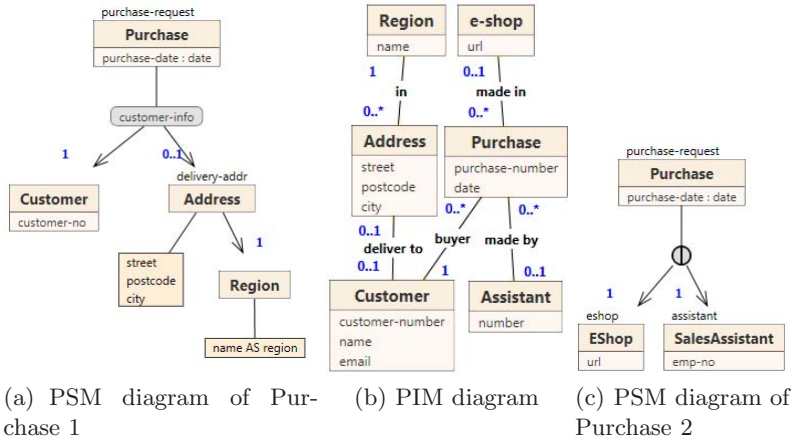 purchase-request
Purchase
purchase-date : date
customer-info
1
0..1
delivery-addr
Customer
customer-no
Address
1
street
postcode
city
Region
name AS region
(a) PSM diagram of Pur-
chase 1
Region
name
e-shop
url
1
0..1
in
made in
0..*
0..*
Address
street
postcode
city
Purchase
purchase-number
date
0..1
0..*
0..*
deliver to
buyer
made by
0..1
1
0..1
Customer
customer-number
name
email
Assistant
number
(b) PIM diagram
purchase-request
Purchase
purchase-date : date
1
1
eshop
assistant
EShop
url
SalesAssistant
emp-no
(c) PSM diagram of
Purchase 2